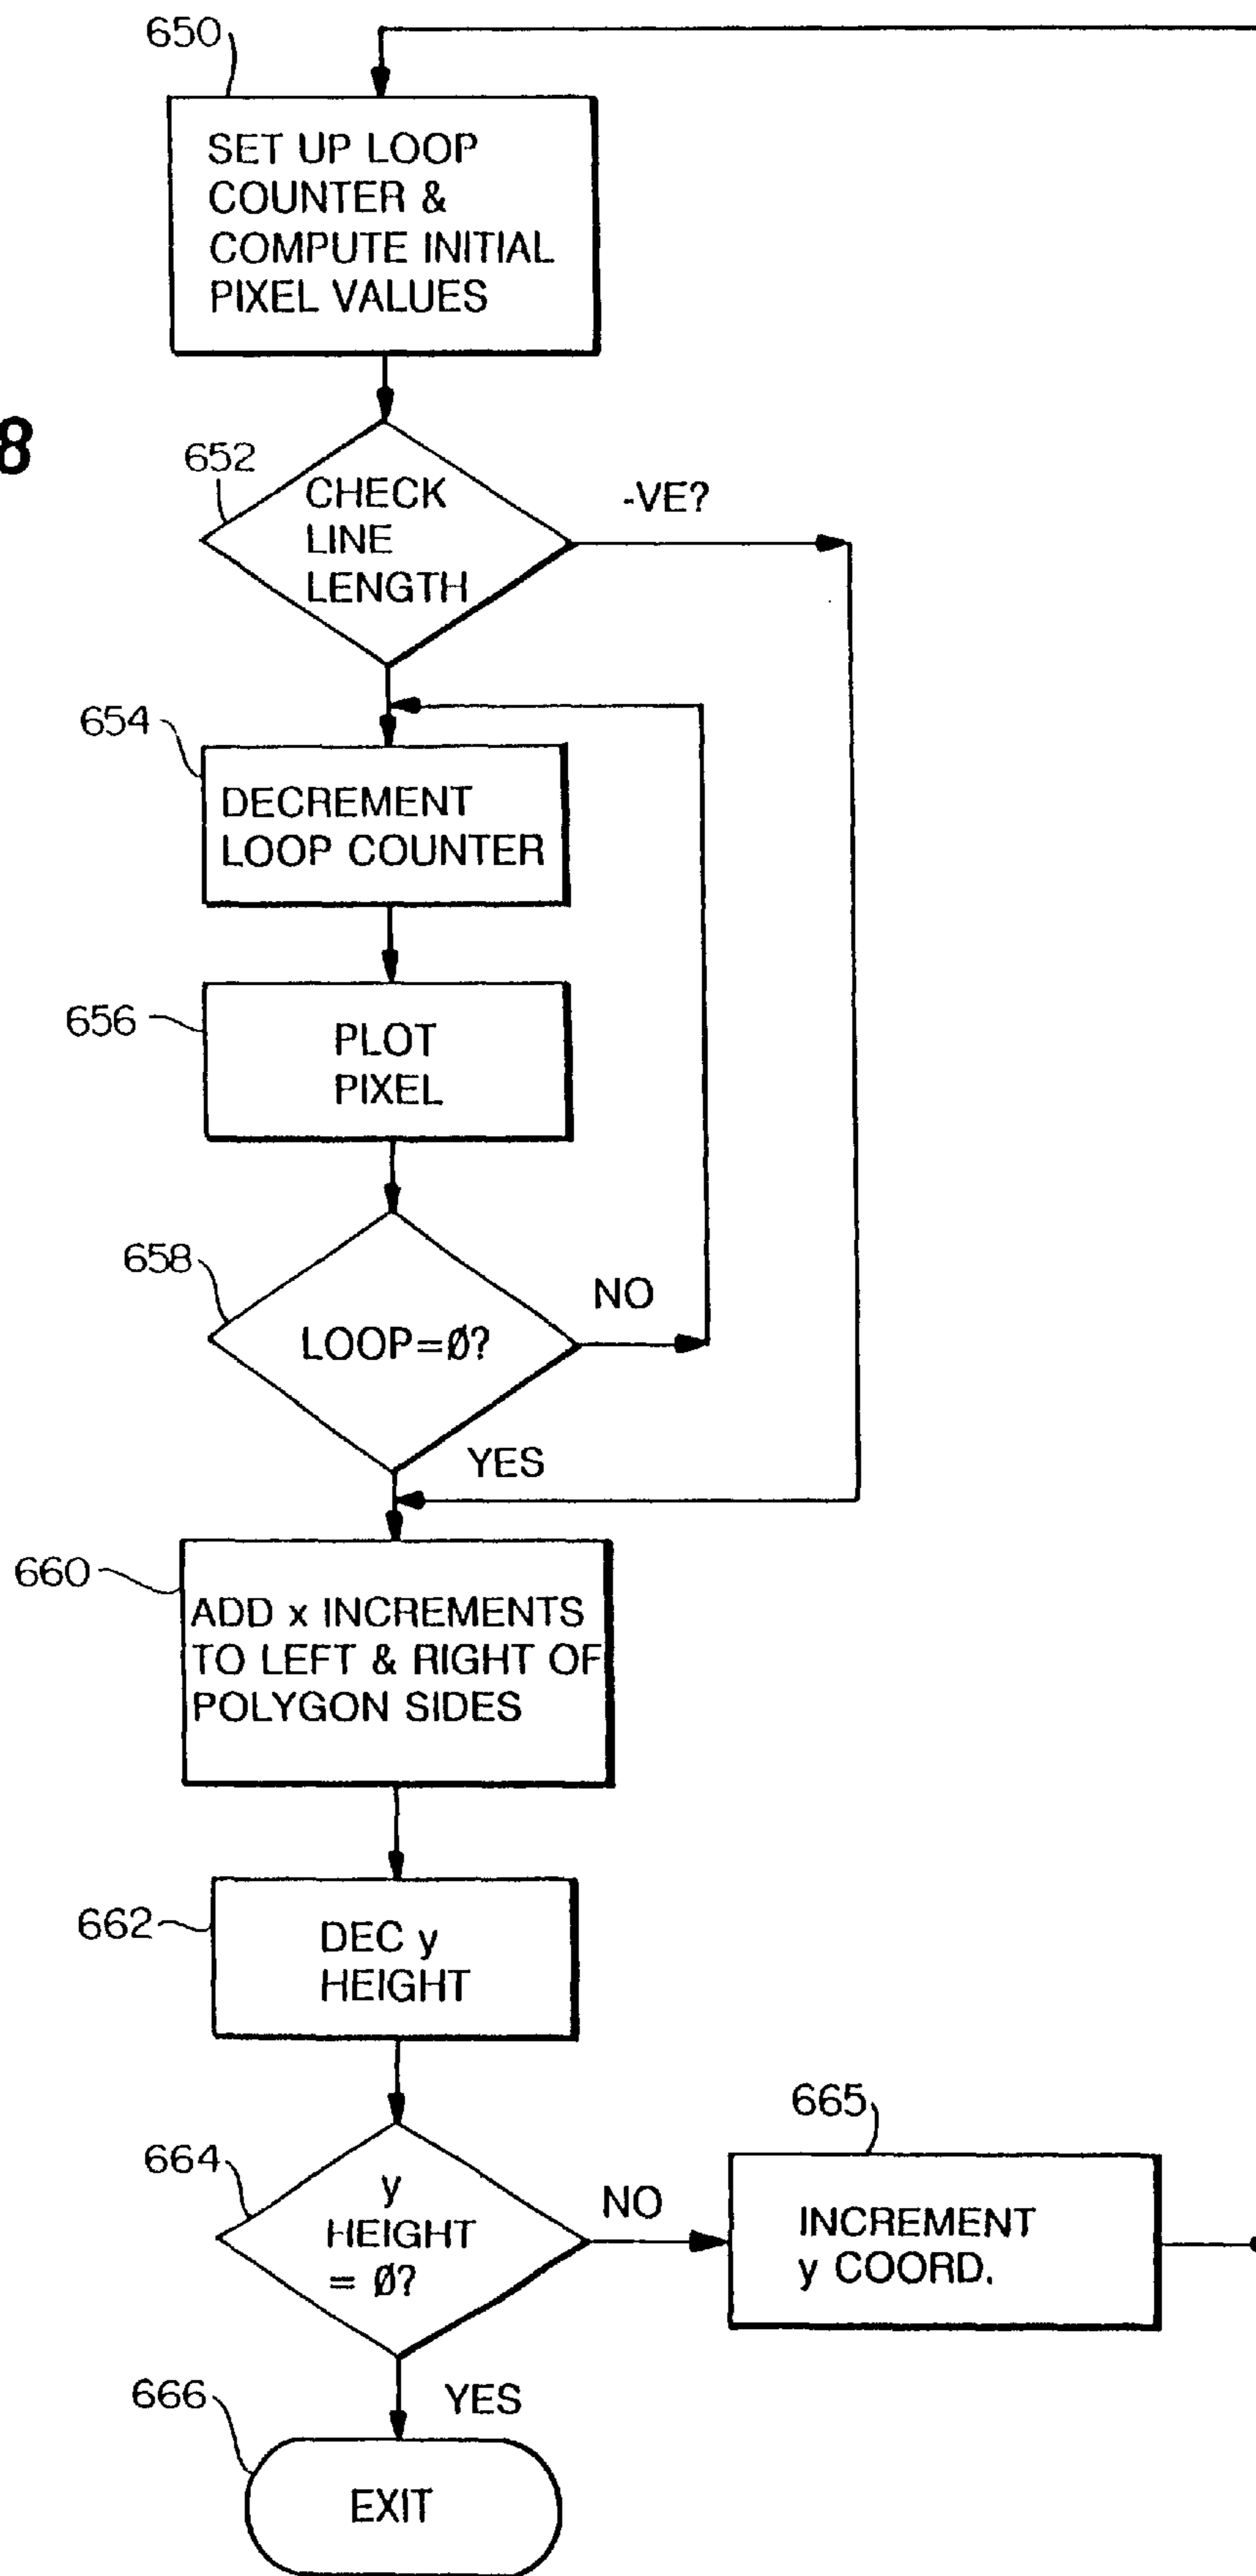 650
SET UP LOOP
COUNTER &
COMPUTE INITIAL
PIXEL VALUES
8
652
CHECK
LINE
LENGTH
-VE?
654
DECREMENT
LOOP COUNTER
656
PLOT
PIXEL
658
LOOP=Ø?
NO
YES
660
ADD x INCREMENTS
TO LEFT & RIGHT OF
POLYGON SIDES
662
DEC y
HEIGHT
664
y
HEIGHT
= Ø?
NO
665
INCREMENT
y COORD.
YES
666
EXIT